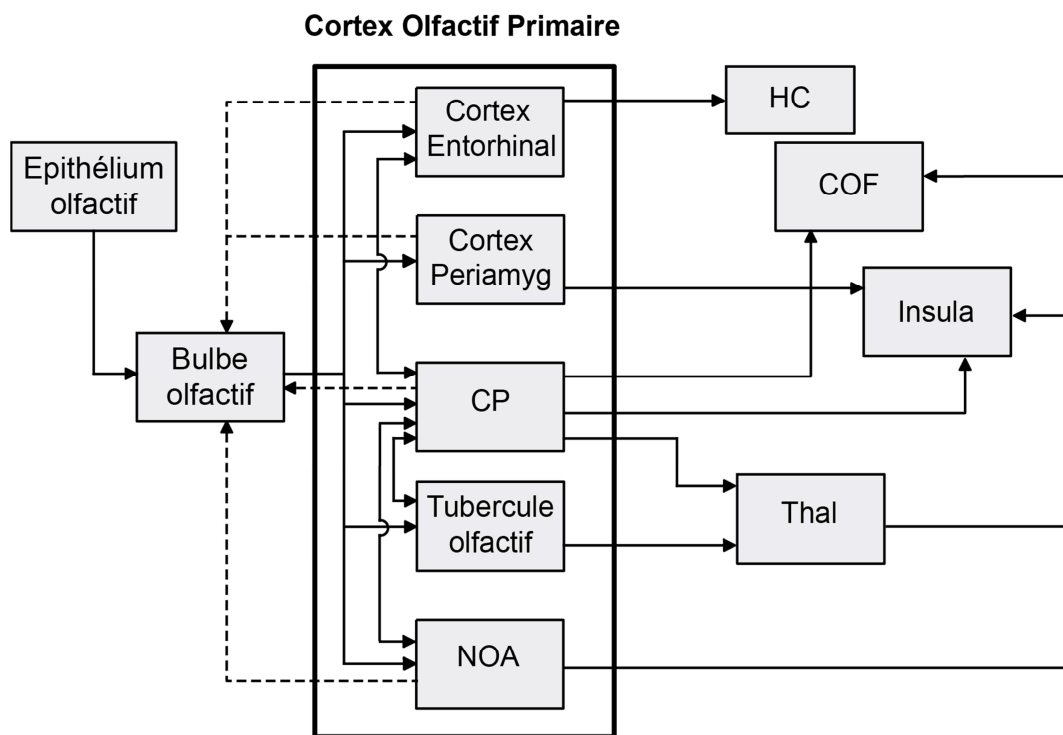 Cortex Olfactif Primaire
Epithélium
olfactif
Bulbe
olfactif
Cortex
Entorhinal
Cortex
Periamyg
CP
Tubercule
olfactif
NOA
HC
COF
Insula
Thal